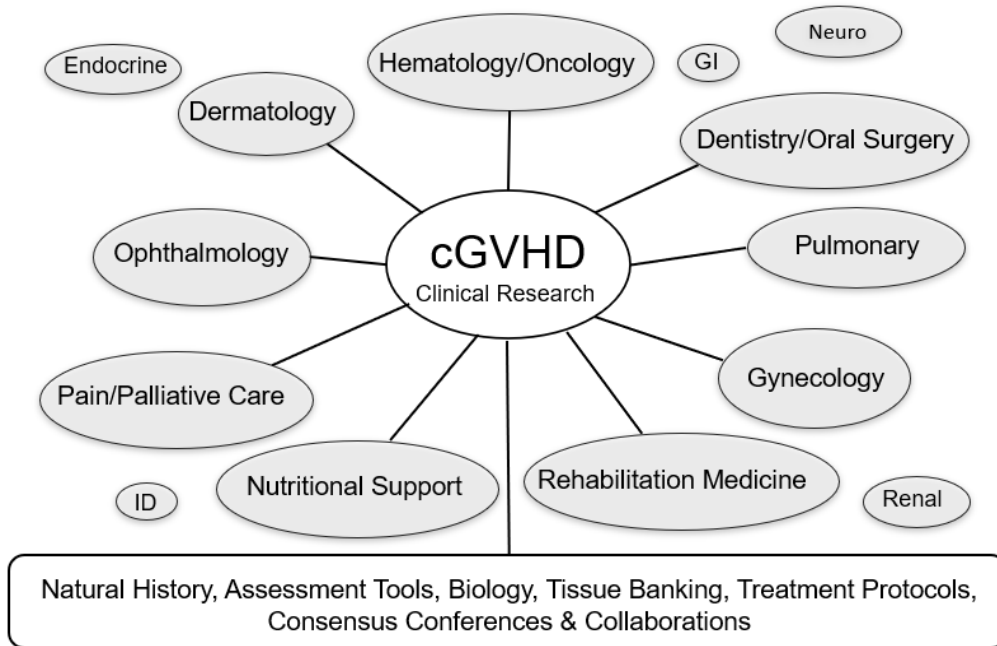 Neuro
Hematology/Oncology
GI
Endocrine
Dermatology
Dentistry/Oral Surgery
Ophthalmology
cGVHD
Clinical Research
Pulmonary
Pain/Palliative Care
Gynecology
Nutritional Support
Rehabilitation Medicine
ID
Renal
Natural History, Assessment Tools, Biology, Tissue Banking, Treatment Protocols,
Consensus Conferences & Collaborations